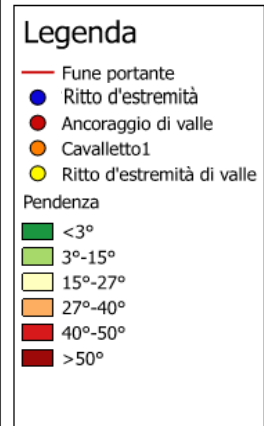 Legenda
Fune portante
Ritto d'estremità
Ancoraggio di valle
Cavalletto1
Ritto d'estremità di valle
Pendenza
<3°
3°-15°
15°-27°
27°-40°
40°-50°
>50°